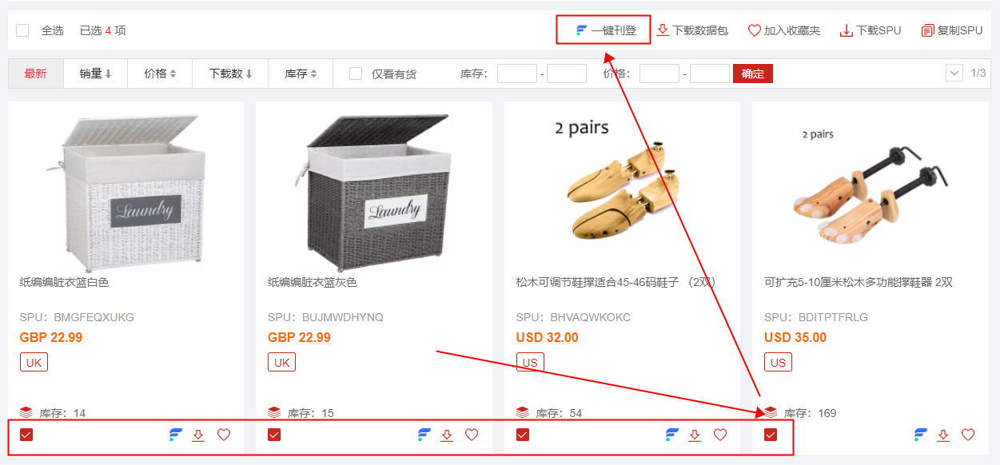 全选 已选 4 项 一键刊登 下载数据包 加入收藏夹 下载SPU 复制SPU
最新 销量 价格 下载数 库存 仅看有货 库存： - 价格： - 确定 1/3
2 pairs
2 pairs
Laundry
Laundry
纸编编脏衣篮白色 纸编编脏衣篮灰色 松木可调节鞋撑适合45-46码鞋子 （2双） 可扩充5-10厘米松木多功能撑鞋器 2双
SPU：BMGFEQXUKG SPU：BUJMWDHYNQ SPU：BHVAQWKOKC SPU：BDITPTFRLG
GBP 22.99 GBP 22.99 USD 32.00 USD 35.00
UK UK US US
库存：14 库存：15 库存：54 库存：169